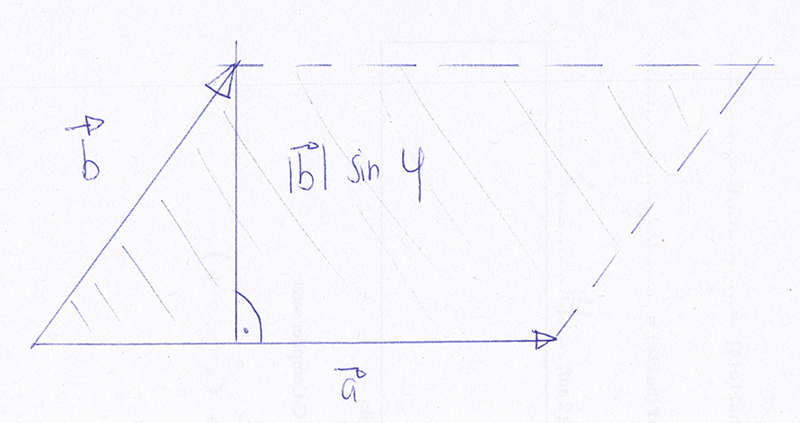 b⃗
|b⃗| sin φ
a⃗